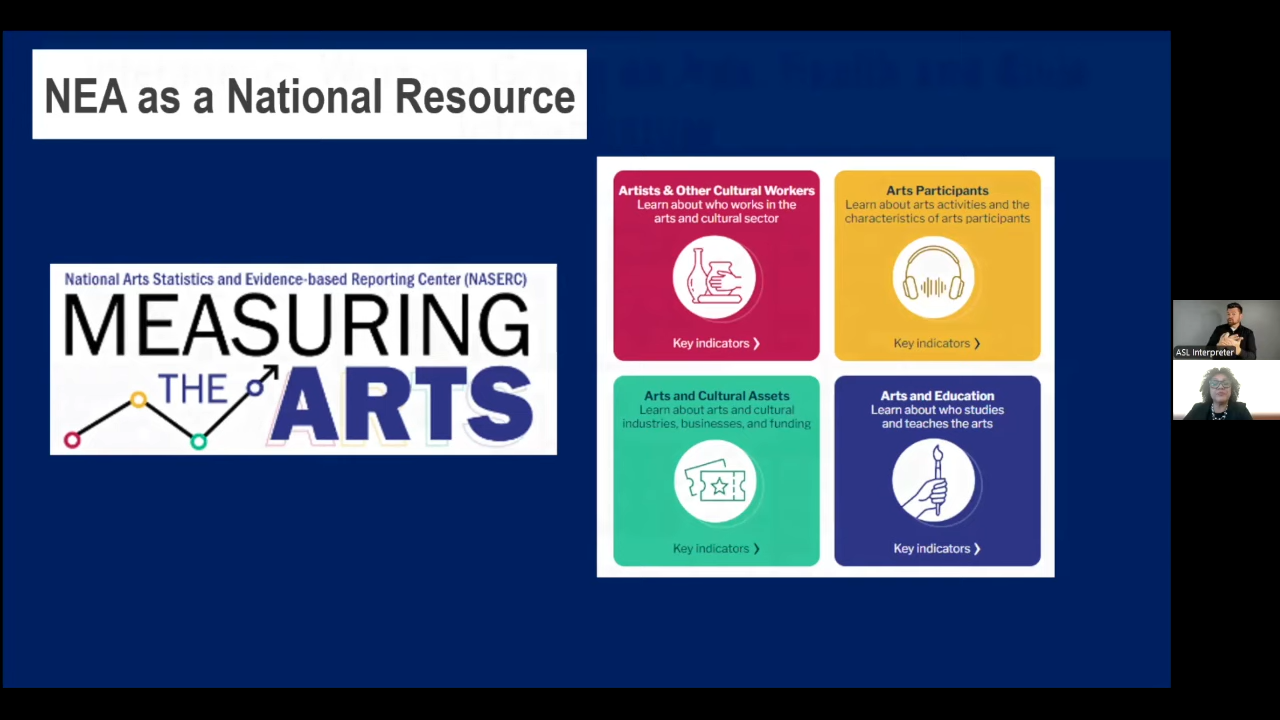 NEA as a National Resource
National Arts Statistics and Evidence-based Reporting Center (NASERC)
MEASURING
THE ARTS
Artists & Other Cultural Workers
Learn about who works in the
arts and cultural sector
Key indicators ❯
Arts Participants
Learn about arts activities and the
characteristics of arts participants
Key indicators ❯
Arts and Cultural Assets
Learn about arts and cultural
industries, businesses, and funding
Key indicators ❯
Arts and Education
Learn about who studies
and teaches the arts
Key indicators ❯
ASL Interpreter